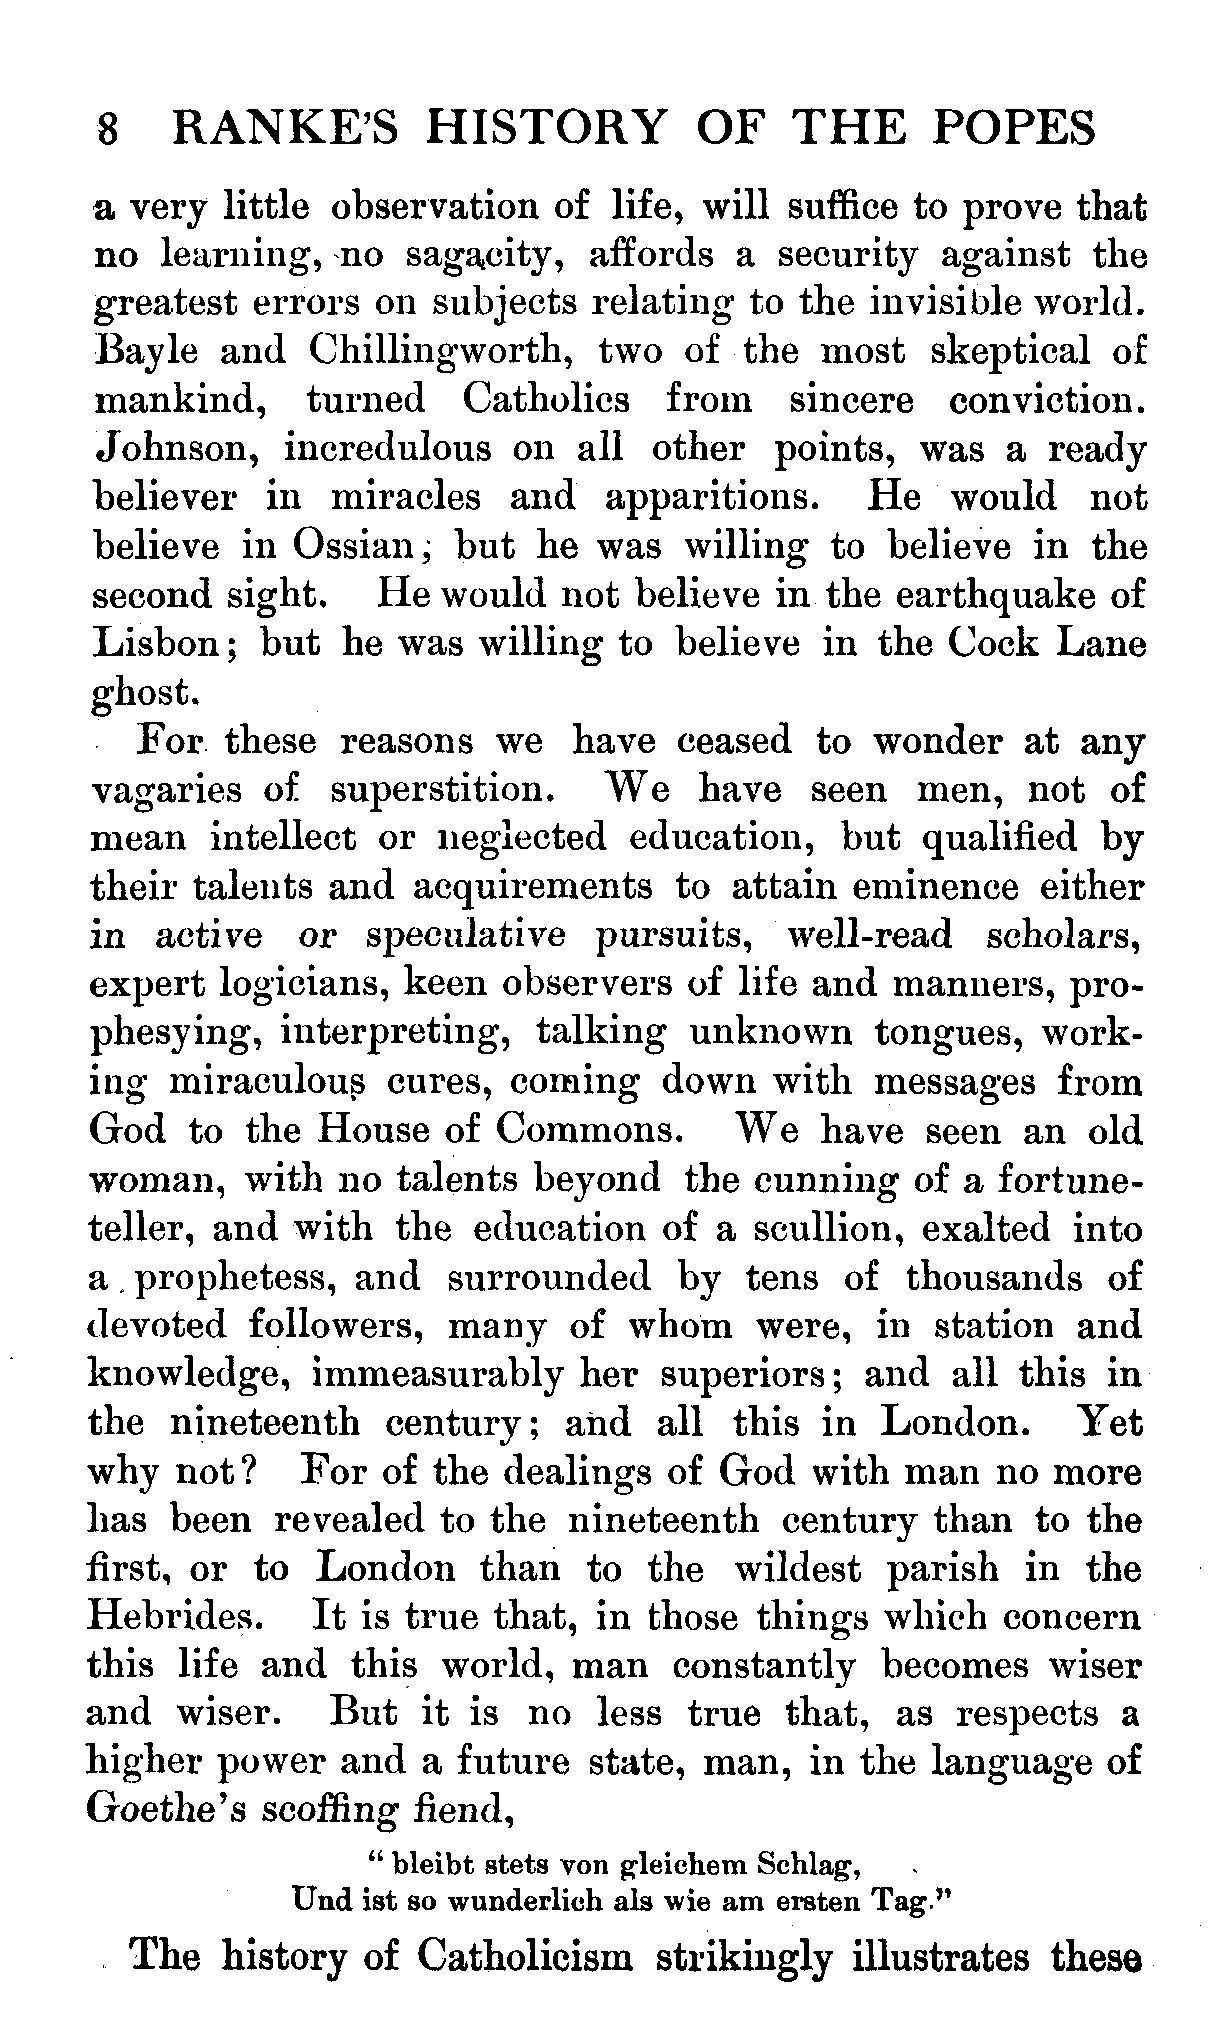 8 RANKE'S HISTORY OF THE POPES
a very little observation of life, will suffice to prove that
no learning, no sagacity, affords a security against the
greatest errors on subjects relating to the invisible world.
Bayle and Chillingworth, two of the most skeptical of
mankind, turned Catholics from sincere conviction.
Johnson, incredulous on all other points, was a ready
believer in miracles and apparitions. He would not
believe in Ossian; but he was willing to believe in the
second sight. He would not believe in the earthquake of
Lisbon; but he was willing to believe in the Cock Lane
ghost.
For these reasons we have ceased to wonder at any
vagaries of superstition. We have seen men, not of
mean intellect or neglected education, but qualified by
their talents and acquirements to attain eminence either
in active or speculative pursuits, well-read scholars,
expert logicians, keen observers of life and manners, pro-
phesying, interpreting, talking unknown tongues, work-
ing miraculous cures, coming down with messages from
God to the House of Commons. We have seen an old
woman, with no talents beyond the cunning of a fortune-
teller, and with the education of a scullion, exalted into
a prophetess, and surrounded by tens of thousands of
devoted followers, many of whom were, in station and
knowledge, immeasurably her superiors; and all this in
the nineteenth century; and all this in London. Yet
why not? For of the dealings of God with man no more
has been revealed to the nineteenth century than to the
first, or to London than to the wildest parish in the
Hebrides. It is true that, in those things which concern
this life and this world, man constantly becomes wiser
and wiser. But it is no less true that, as respects a
higher power and a future state, man, in the language of
Goethe's scoffing fiend,
"bleibt stets von gleichem Schlag,
Und ist so wunderlich als wie am ersten Tag."
The history of Catholicism strikingly illustrates these